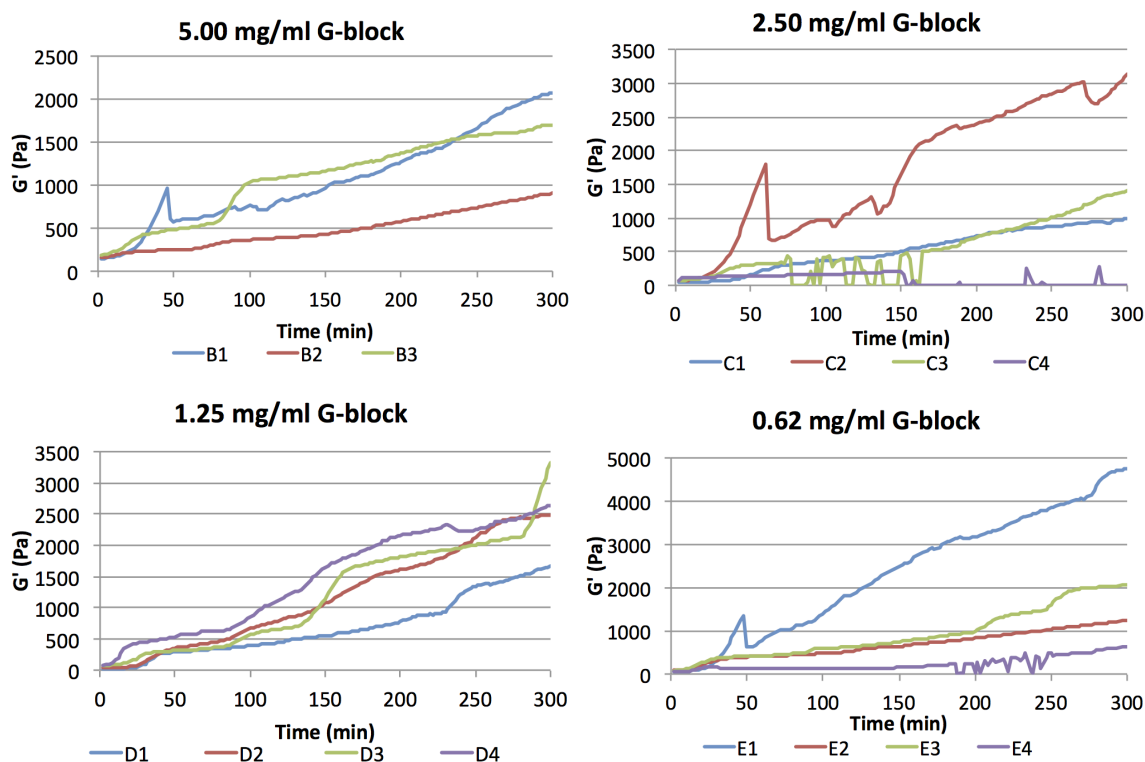 5.00 mg/ml G-block
G' (Pa)
2500
2000
1500
1000
500
0
0 50 100 150 200 250 300
Time (min)
B1 B2 B3
2.50 mg/ml G-block
G' (Pa)
3500
3000
2500
2000
1500
1000
500
0
0 50 100 150 200 250 300
Time (min)
C1 C2 C3 C4
1.25 mg/ml G-block
G' (Pa)
3500
3000
2500
2000
1500
1000
500
0
0 50 100 150 200 250 300
Time (min)
D1 D2 D3 D4
0.62 mg/ml G-block
G' (Pa)
5000
4000
3000
2000
1000
0
0 50 100 150 200 250 300
Time (min)
E1 E2 E3 E4